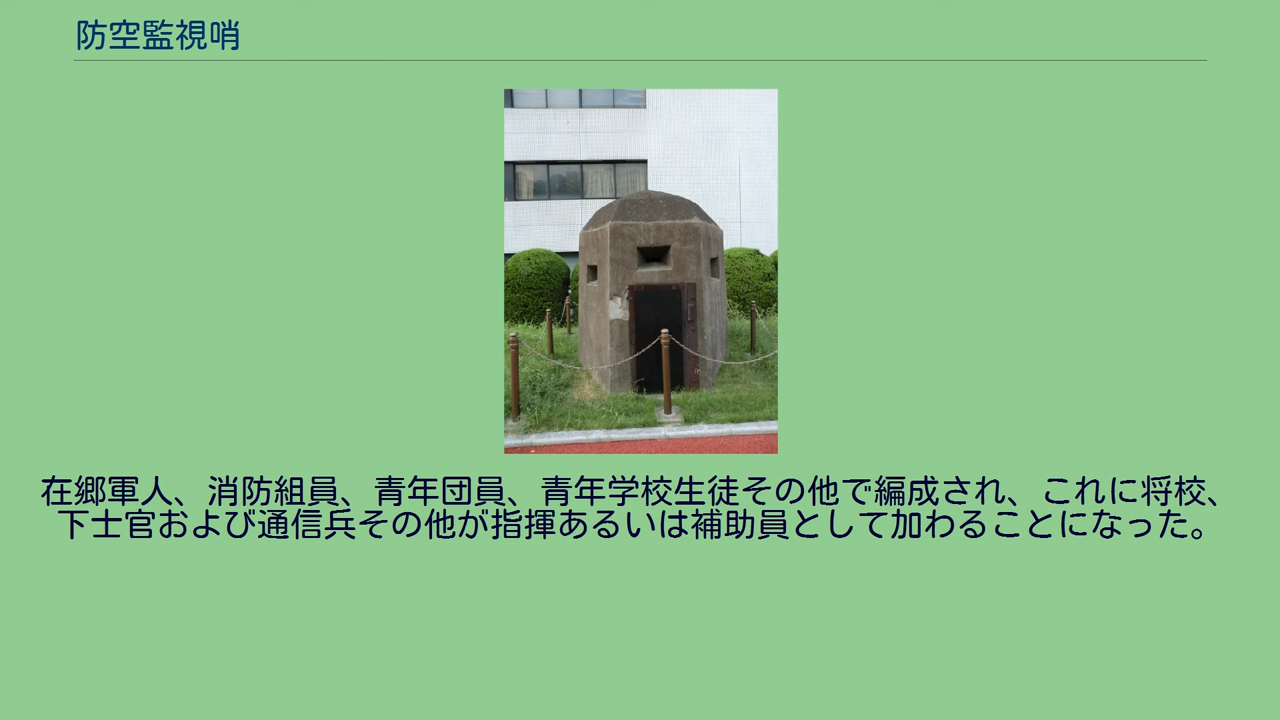 防空監視哨
在郷軍人、消防組員、青年団員、青年学校生徒その他で編成され、これに将校、
下士官および通信兵その他が指揮あるいは補助員として加わることになった。